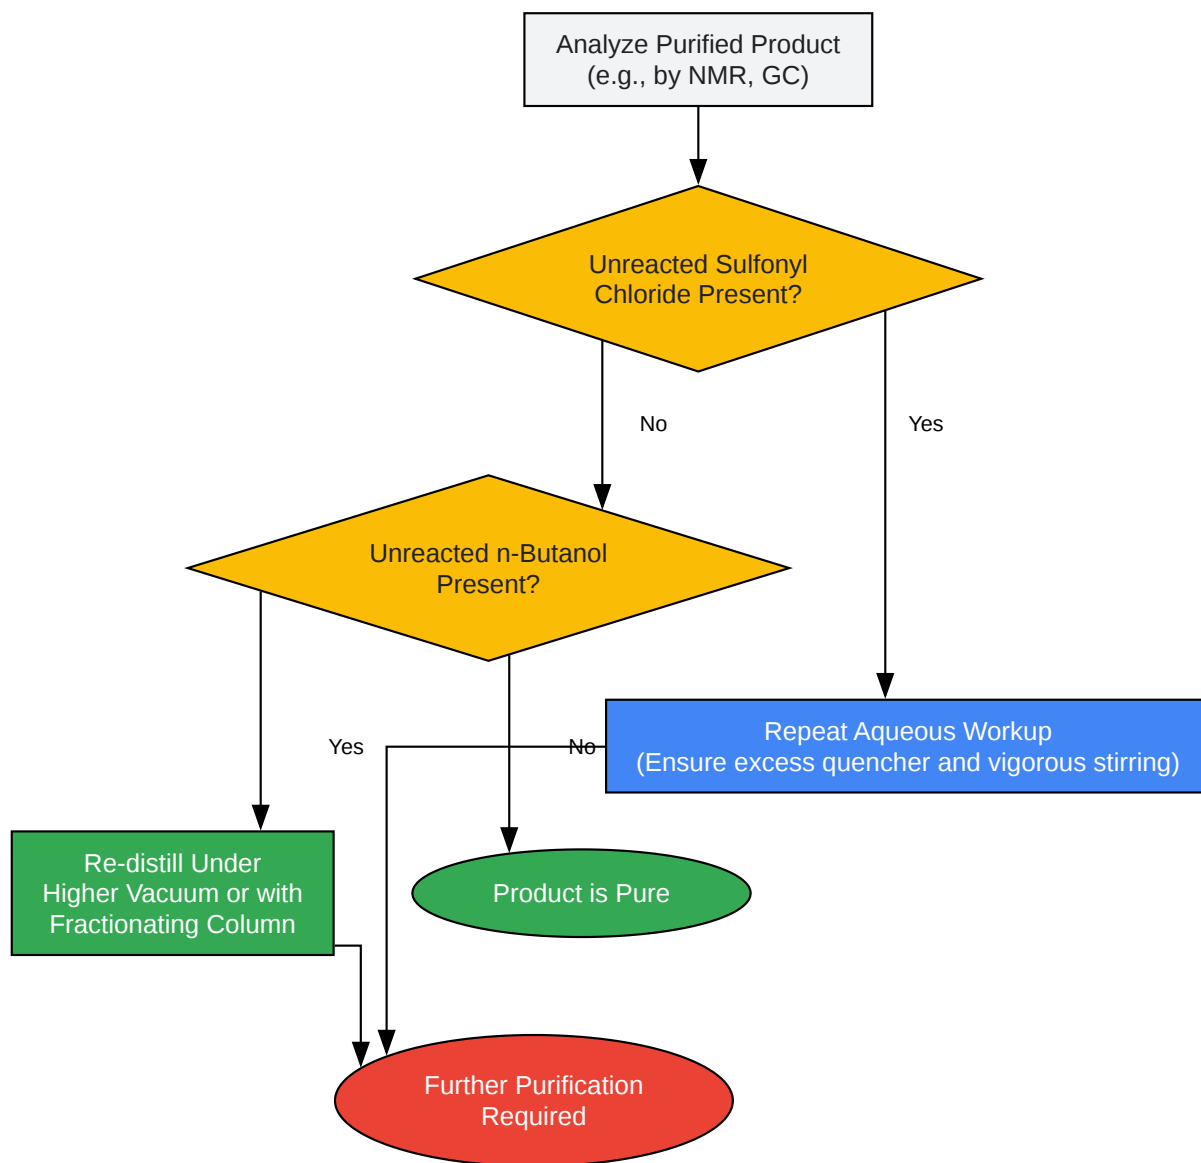 Analyze Purified Product
(e.g., by NMR, GC)
Unreacted Sulfonyl
Chloride Present?
No
Yes
Unreacted n-Butanol
Present?
Repeat Aqueous Workup
(Ensure excess quencher and vigorous stirring)
Yes
No
Re-distill Under
Higher Vacuum or with
Fractionating Column
Product is Pure
Further Purification
Required